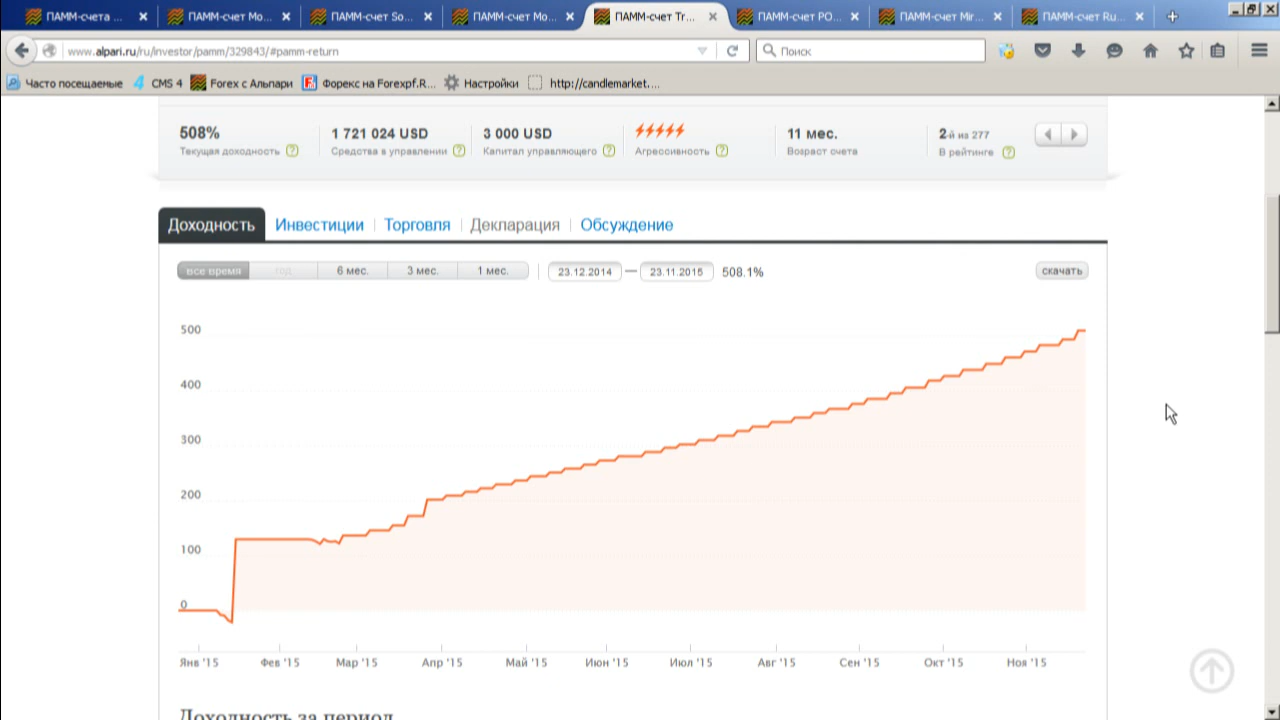 ПАММ-счета ...
ПАММ-счет Mo...
ПАММ-счет So...
ПАММ-счет Mo...
ПАММ-счет Tr...
ПАММ-счет PO...
ПАММ-счет Mir...
ПАММ-счет Ru...
www.alpari.ru/ru/investor/pamm/329843/#pamm-return
Поиск
Часто посещаемые CMS 4 Forex с Альпари Форекс на Forexpf.R... Настройки http://candlemarket....
508% 1 721 024 USD 3 000 USD 11 мес. 2-й из 277
Текущая доходность ? Средства в управлении ? Капитал управляющего ? Агрессивность ? Возраст счета В рейтинге ?
Доходность Инвестиции Торговля Декларация Обсуждение
все время год 6 мес. 3 мес. 1 мес. 23.12.2014 — 23.11.2015 508.1% скачать
500
400
300
200
100
0
Янв '15 Фев '15 Мар '15 Апр '15 Май '15 Июн '15 Июл '15 Авг '15 Сен '15 Окт '15 Ноя '15
Доходность за период